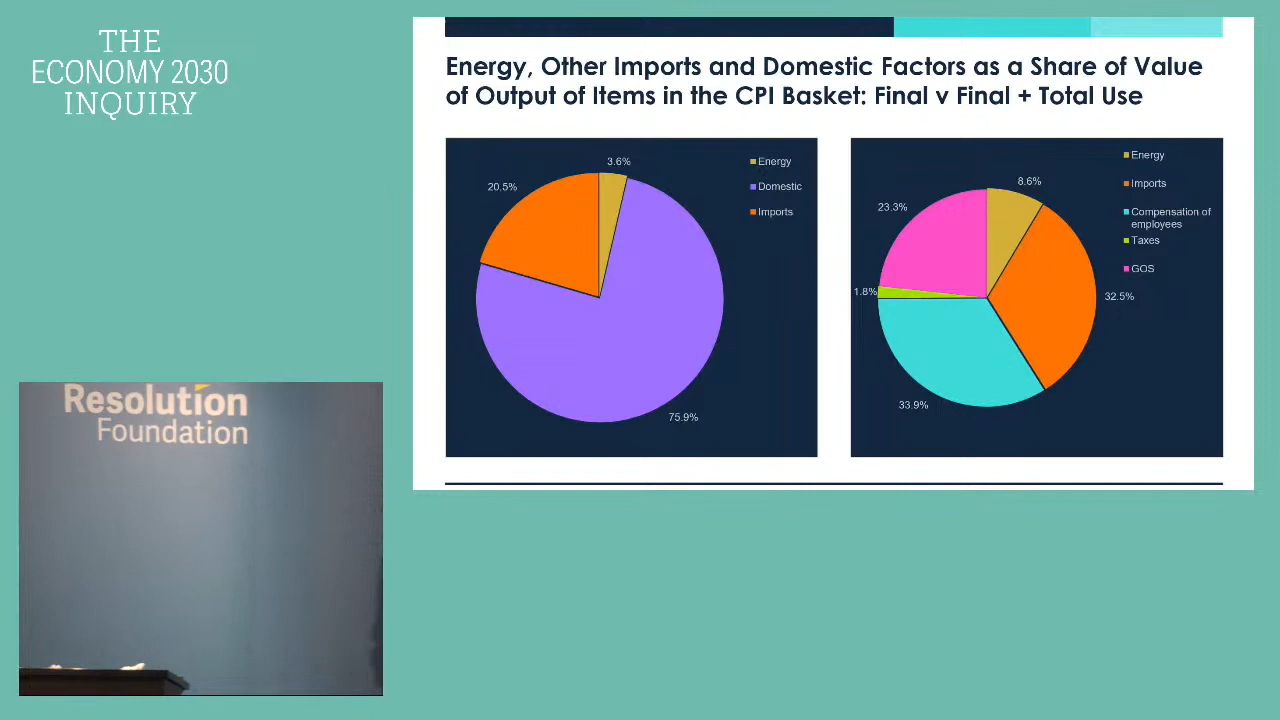 THE
ECONOMY 2030
INQUIRY
Energy, Other Imports and Domestic Factors as a Share of Value
of Output of Items in the CPI Basket: Final v Final + Total Use
3.6%
20.5%
75.9%
Energy
Domestic
Imports
8.6%
23.3%
1.8%
32.5%
33.9%
Energy
Imports
Compensation of
employees
Taxes
GOS
Resolution
Foundation